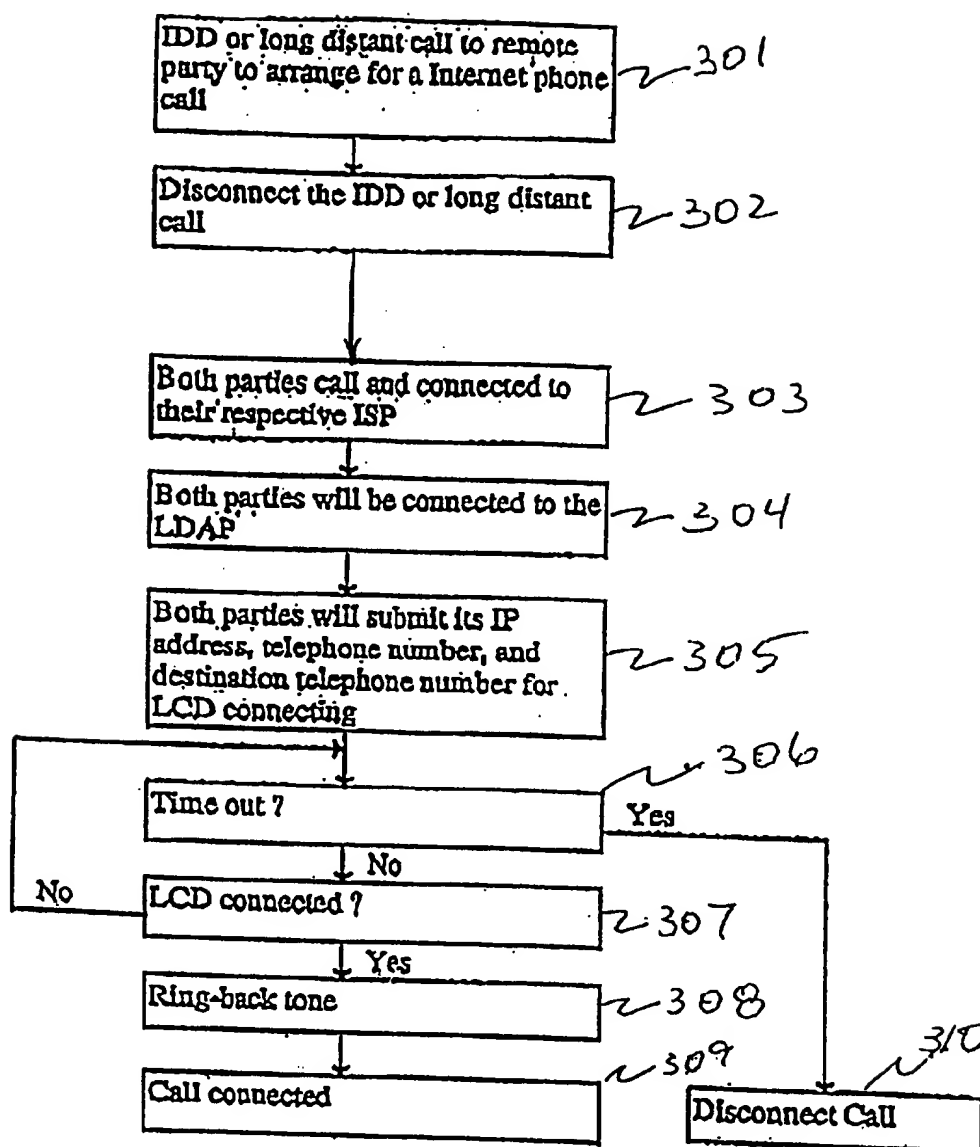 IDD or long distant call to remote
party to arrange for a Internet phone
call
301
Disconnect the IDD or long distant
call
302
Both parties call and connected to
their respective ISP
303
Both parties will be connected to the
LDAP
304
Both parties will submit its IP
address, telephone number, and
destination telephone number for
LCD connecting
305
306
Time out ?
Yes
No
No
LCD connected ?
307
Yes
Ring-back tone
308
309
Call connected
310
Disconnect Call